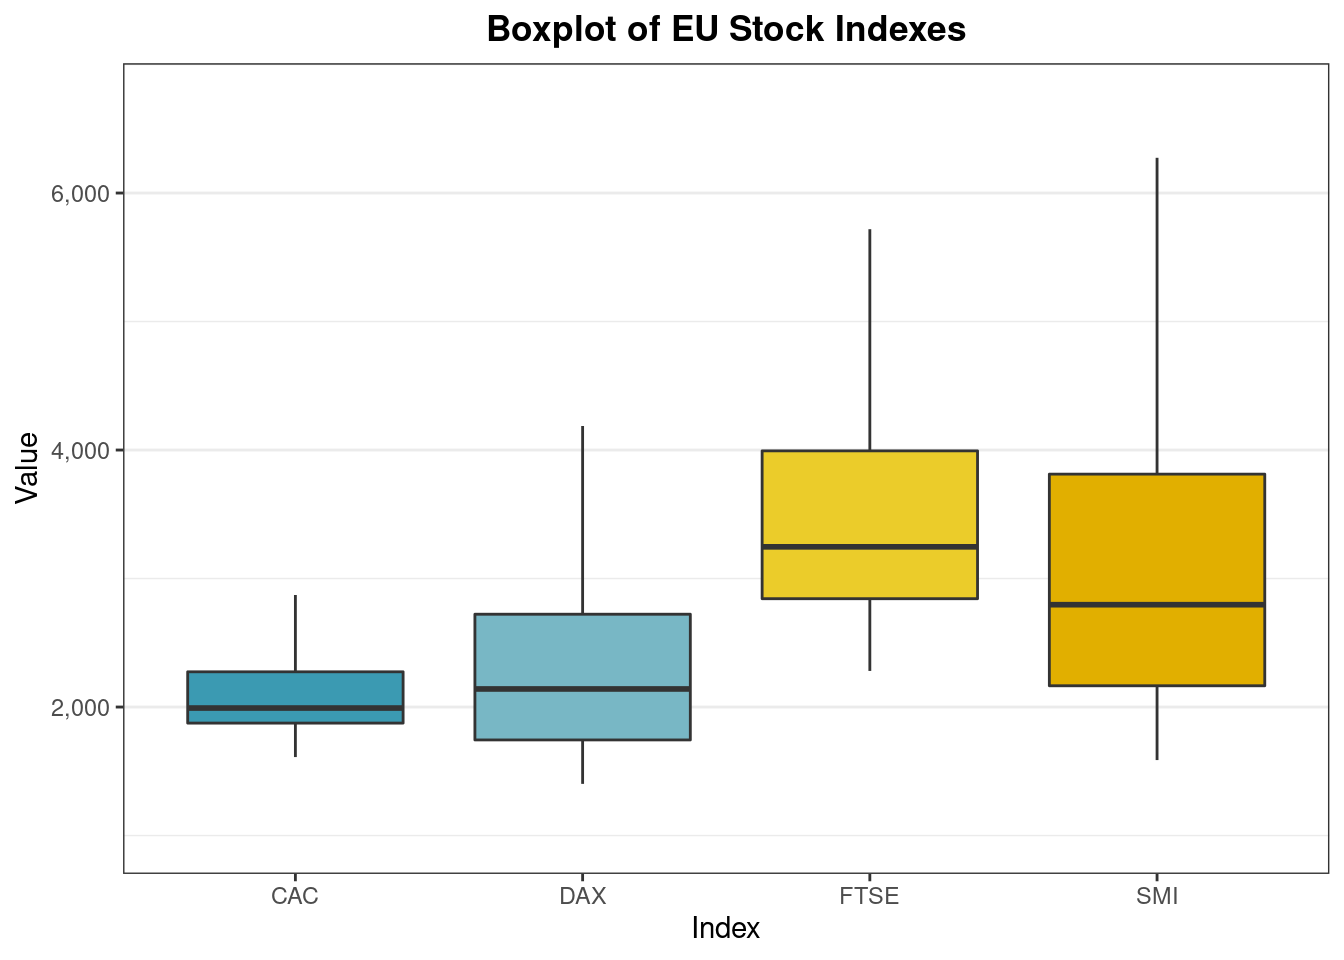 Boxplot of EU Stock Indexes
Value
6,000
4,000
2,000
CAC DAX FTSE SMI
Index